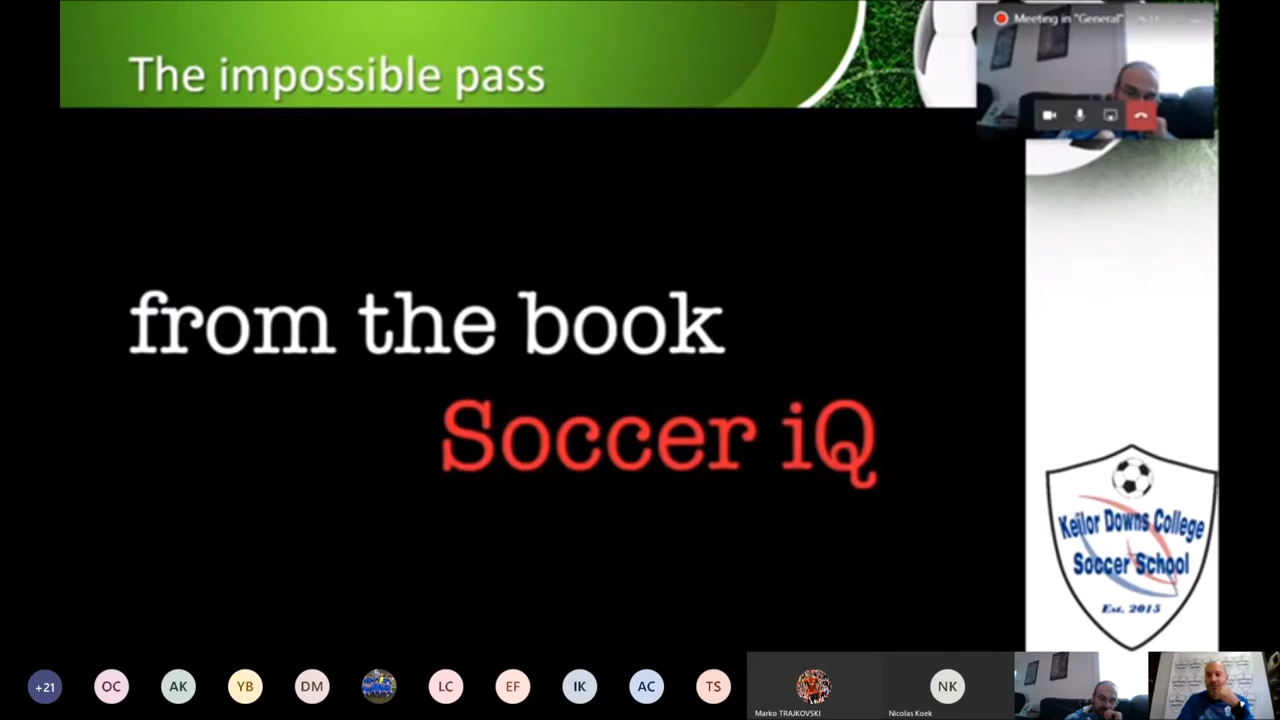 The impossible pass
Meeting in "General"
from the book
Soccer iQ
Keilor Downs College
Soccer School
Est. 2015
+21
OC
AK
YB
DM
LC
EF
IK
AC
TS
NK
Marko TRAJKOVSKI
Nicolas Koek